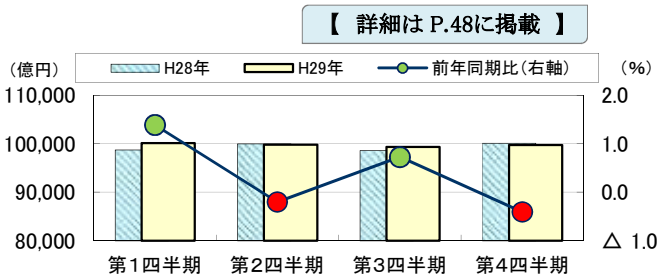 【 詳細は P.48に掲載 】
(億円) H28年 H29年 前年同期比(右軸) (%)
110,000 2.0
100,000 1.0
90,000 0.0
80,000 △ 1.0
第1四半期 第2四半期 第3四半期 第4四半期